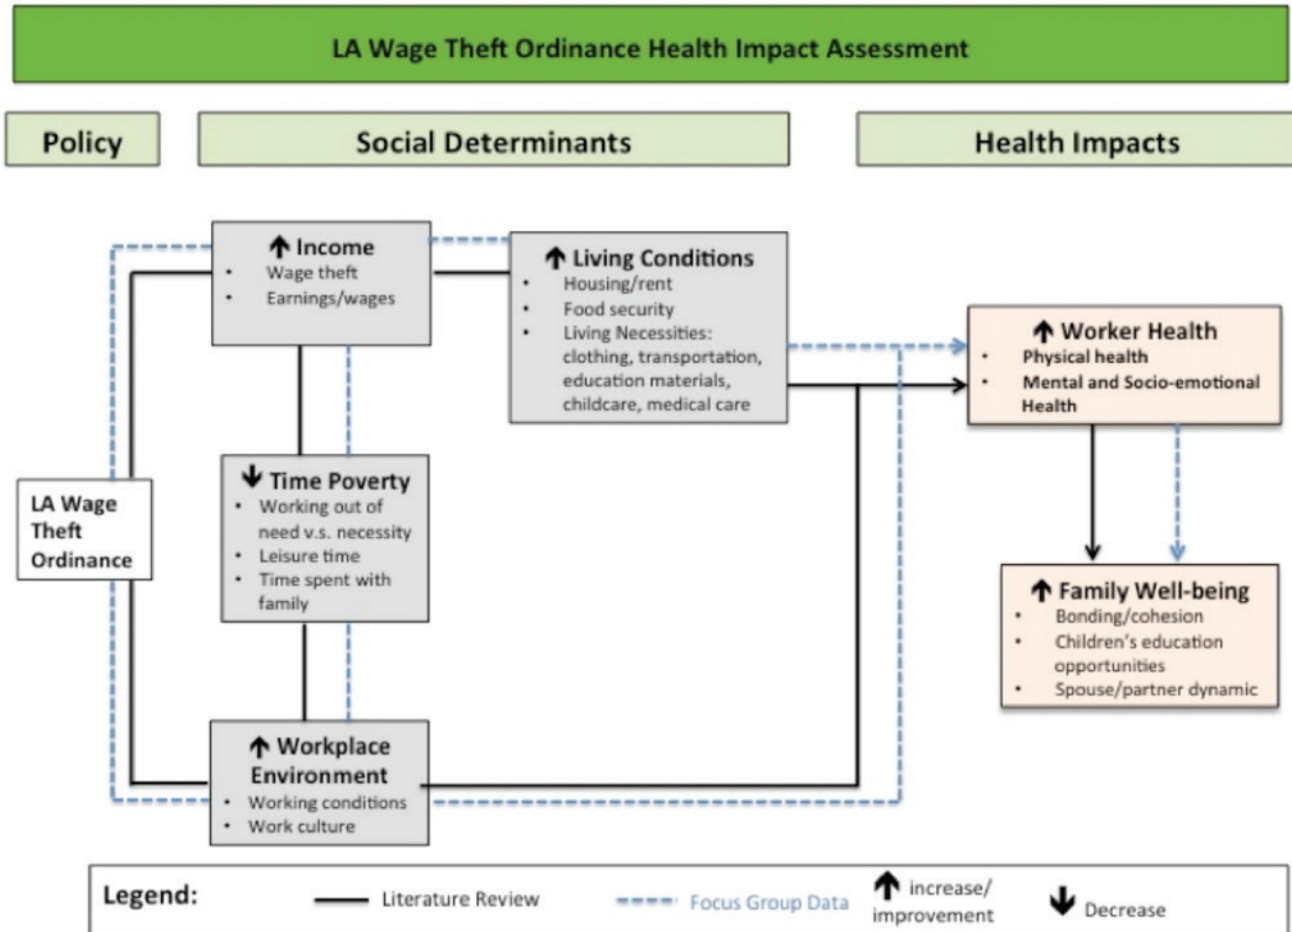 LA Wage Theft Ordinance Health Impact Assessment
Policy
Social Determinants
Health Impacts
↑ Income
• Wage theft
• Earnings/wages
↑ Living Conditions
• Housing/rent
• Food security
• Living Necessities:
clothing, transportation,
education materials,
childcare, medical care
↑ Worker Health
• Physical health
• Mental and Socio-emotional
Health
↓ Time Poverty
• Working out of
need v.s. necessity
• Leisure time
• Time spent with
family
LA Wage
Theft
Ordinance
↑ Family Well-being
• Bonding/cohesion
• Children's education
opportunities
• Spouse/partner dynamic
↑ Workplace
Environment
• Working conditions
• Work culture
Legend:
Literature Review
Focus Group Data
↑ increase/
improvement
↓ Decrease